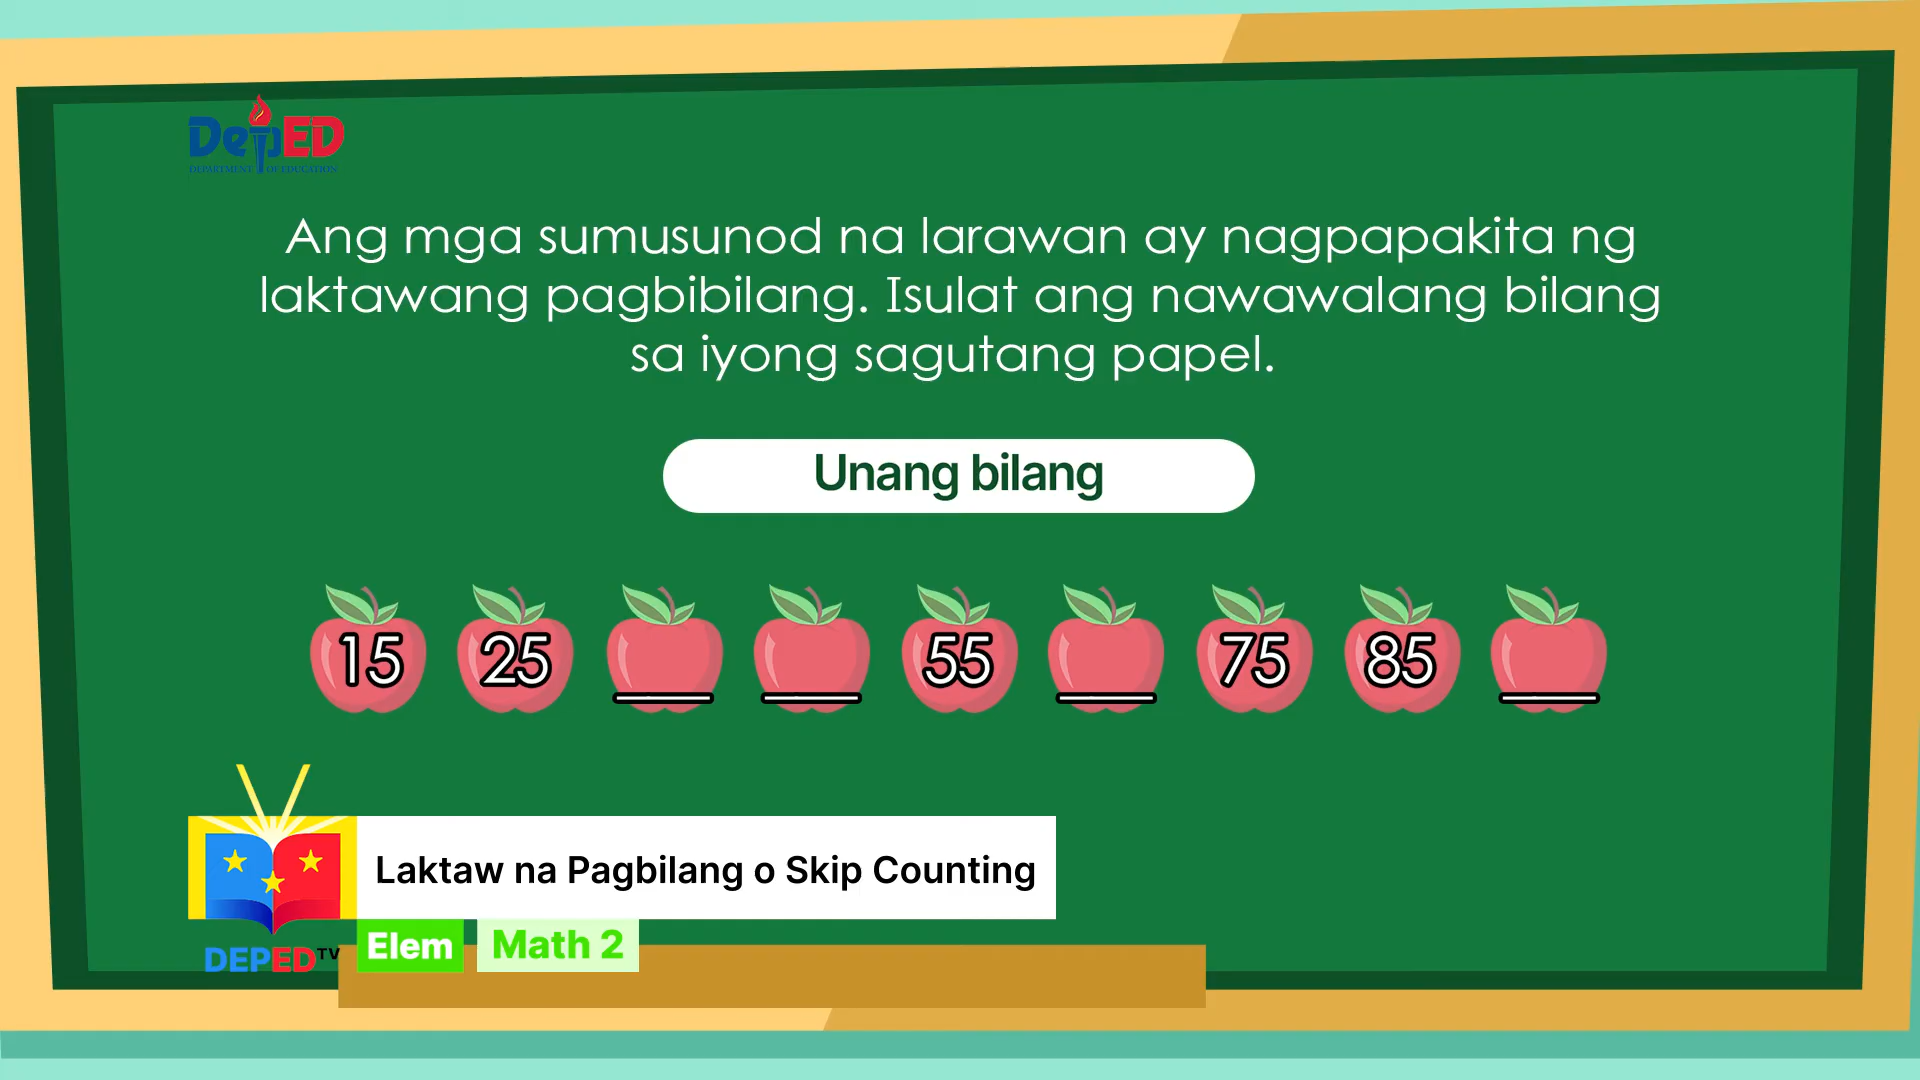 DepED
DEPARTMENT OF EDUCATION
Ang mga sumusunod na larawan ay nagpapakita ng
laktawang pagbibilang. Isulat ang nawawalang bilang
sa iyong sagutang papel.
Unang bilang
15 25 ___ ___ 55 ___ 75 85 ___
Laktaw na Pagbilang o Skip Counting
Elem Math 2
DEPED TV